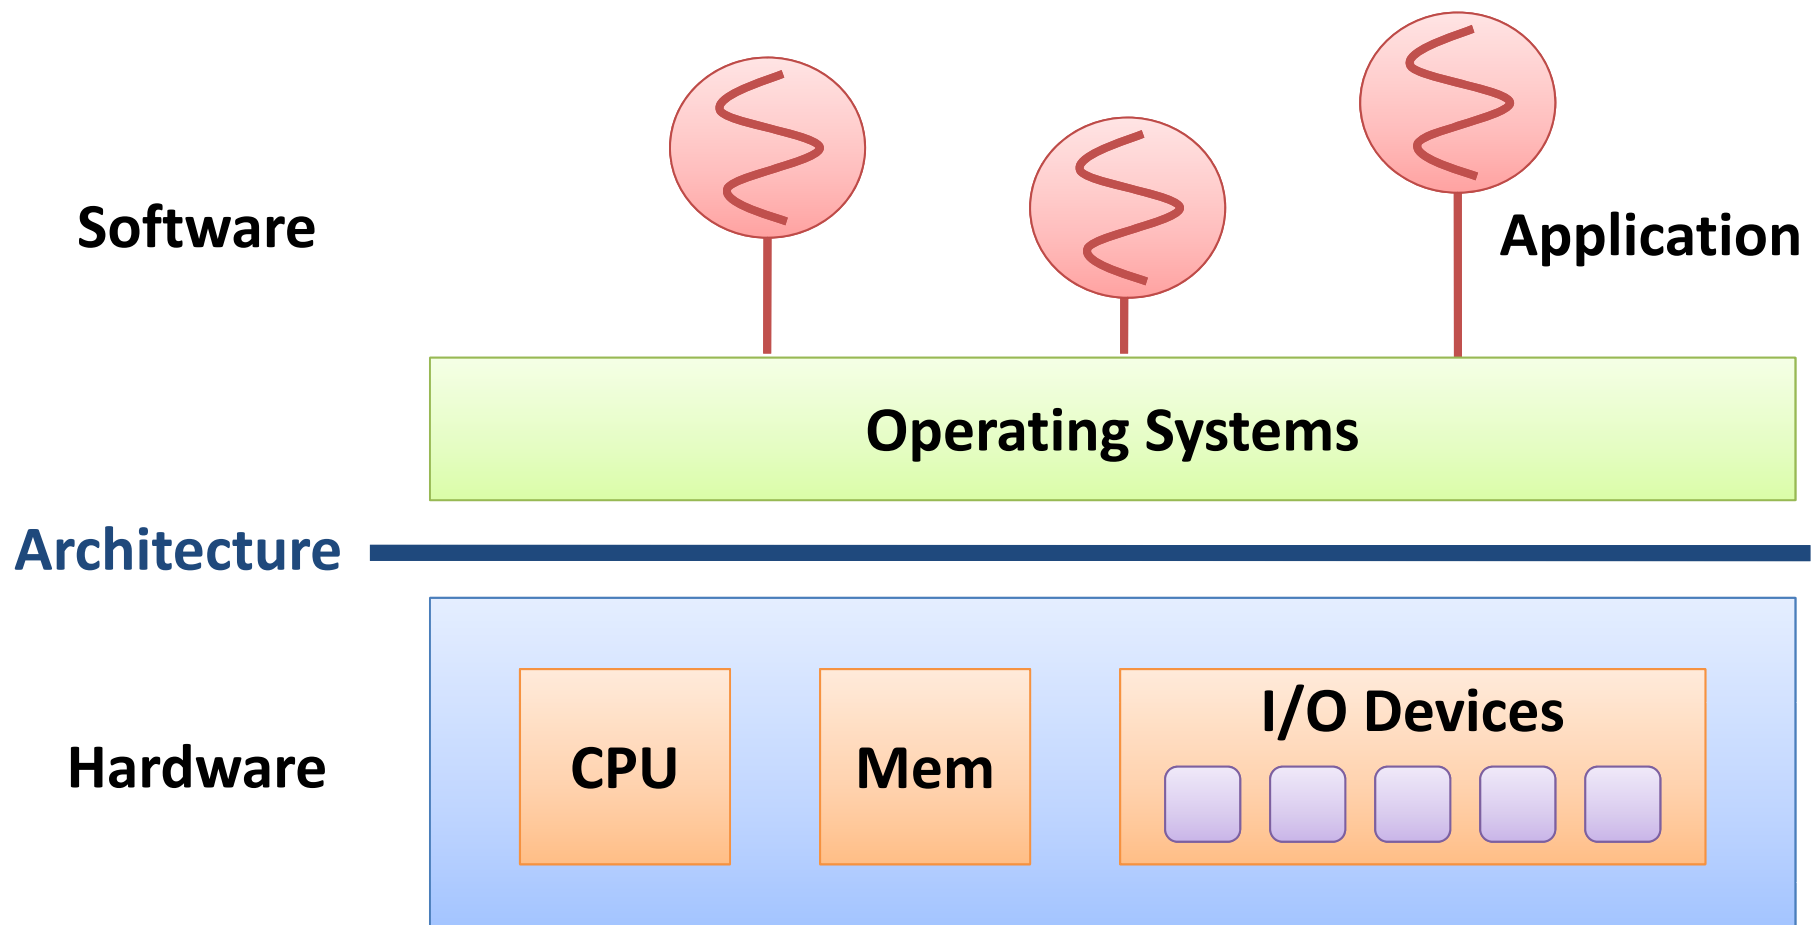 Software
Application
Operating Systems
Architecture
Hardware
CPU
Mem
I/O Devices